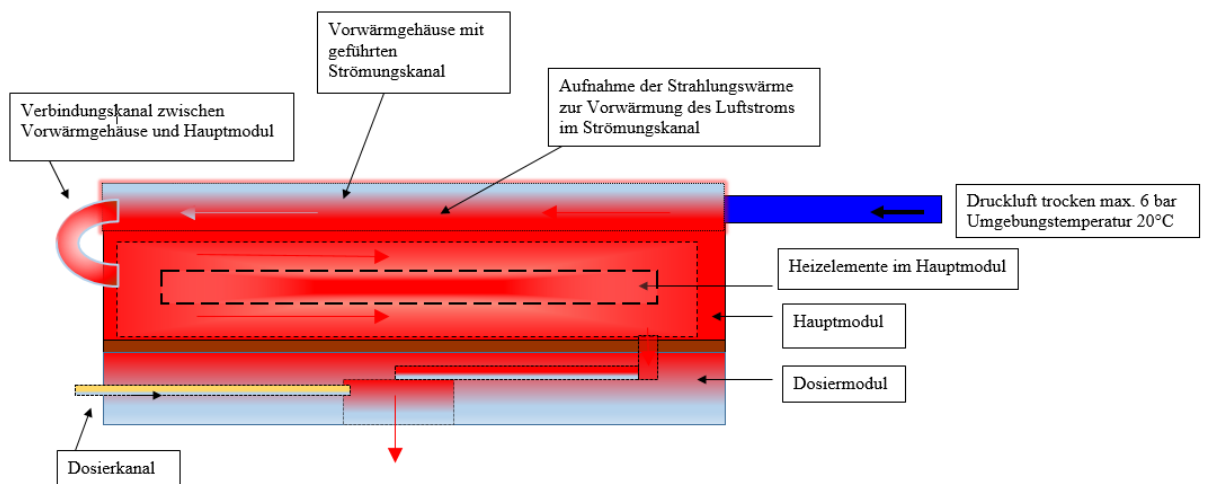 Vorwärmgehäuse mit
geführten
Strömungskanal
Aufnahme der Strahlungswärme
zur Vorwärmung des Luftstroms
im Strömungskanal
Verbindungskanal zwischen
Vorwärmgehäuse und Hauptmodul
Druckluft trocken max. 6 bar
Umgebungstemperatur 20°C
Heizelemente im Hauptmodul
Hauptmodul
Dosiermodul
Dosierkanal